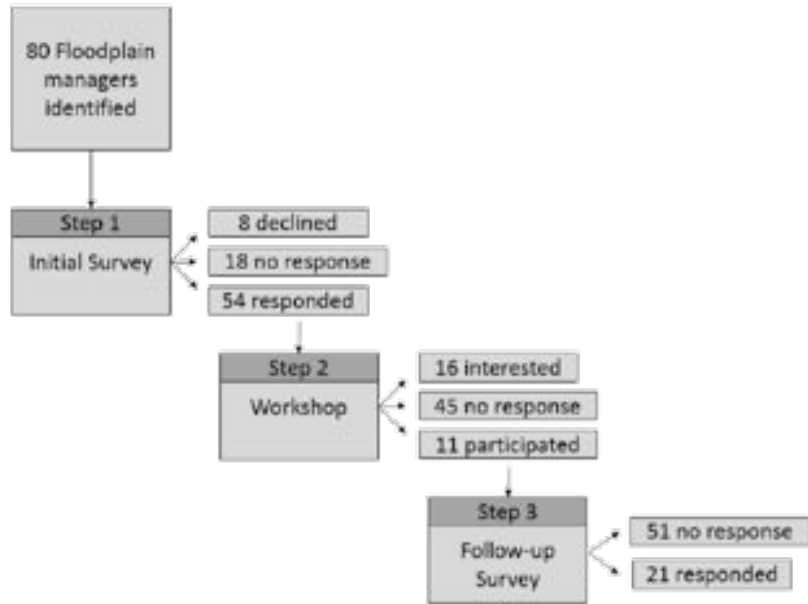 80 Floodplain
managers
identified
Step 1
Initial Survey
8 declined
18 no response
54 responded
Step 2
Workshop
16 interested
45 no response
11 participated
Step 3
Follow-up
Survey
51 no response
21 responded